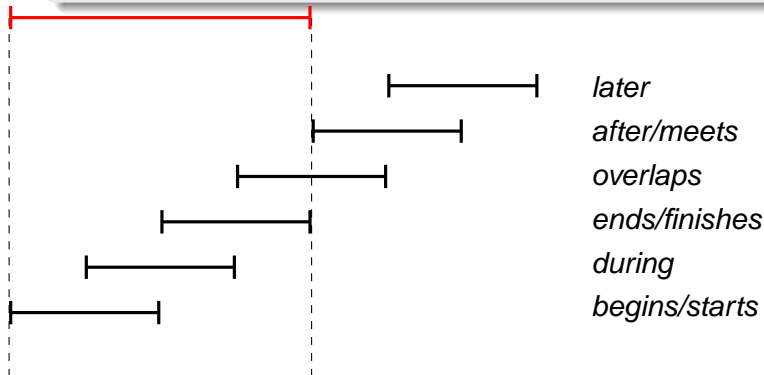 later
after/meets
overlaps
ends/finishes
during
begins/starts